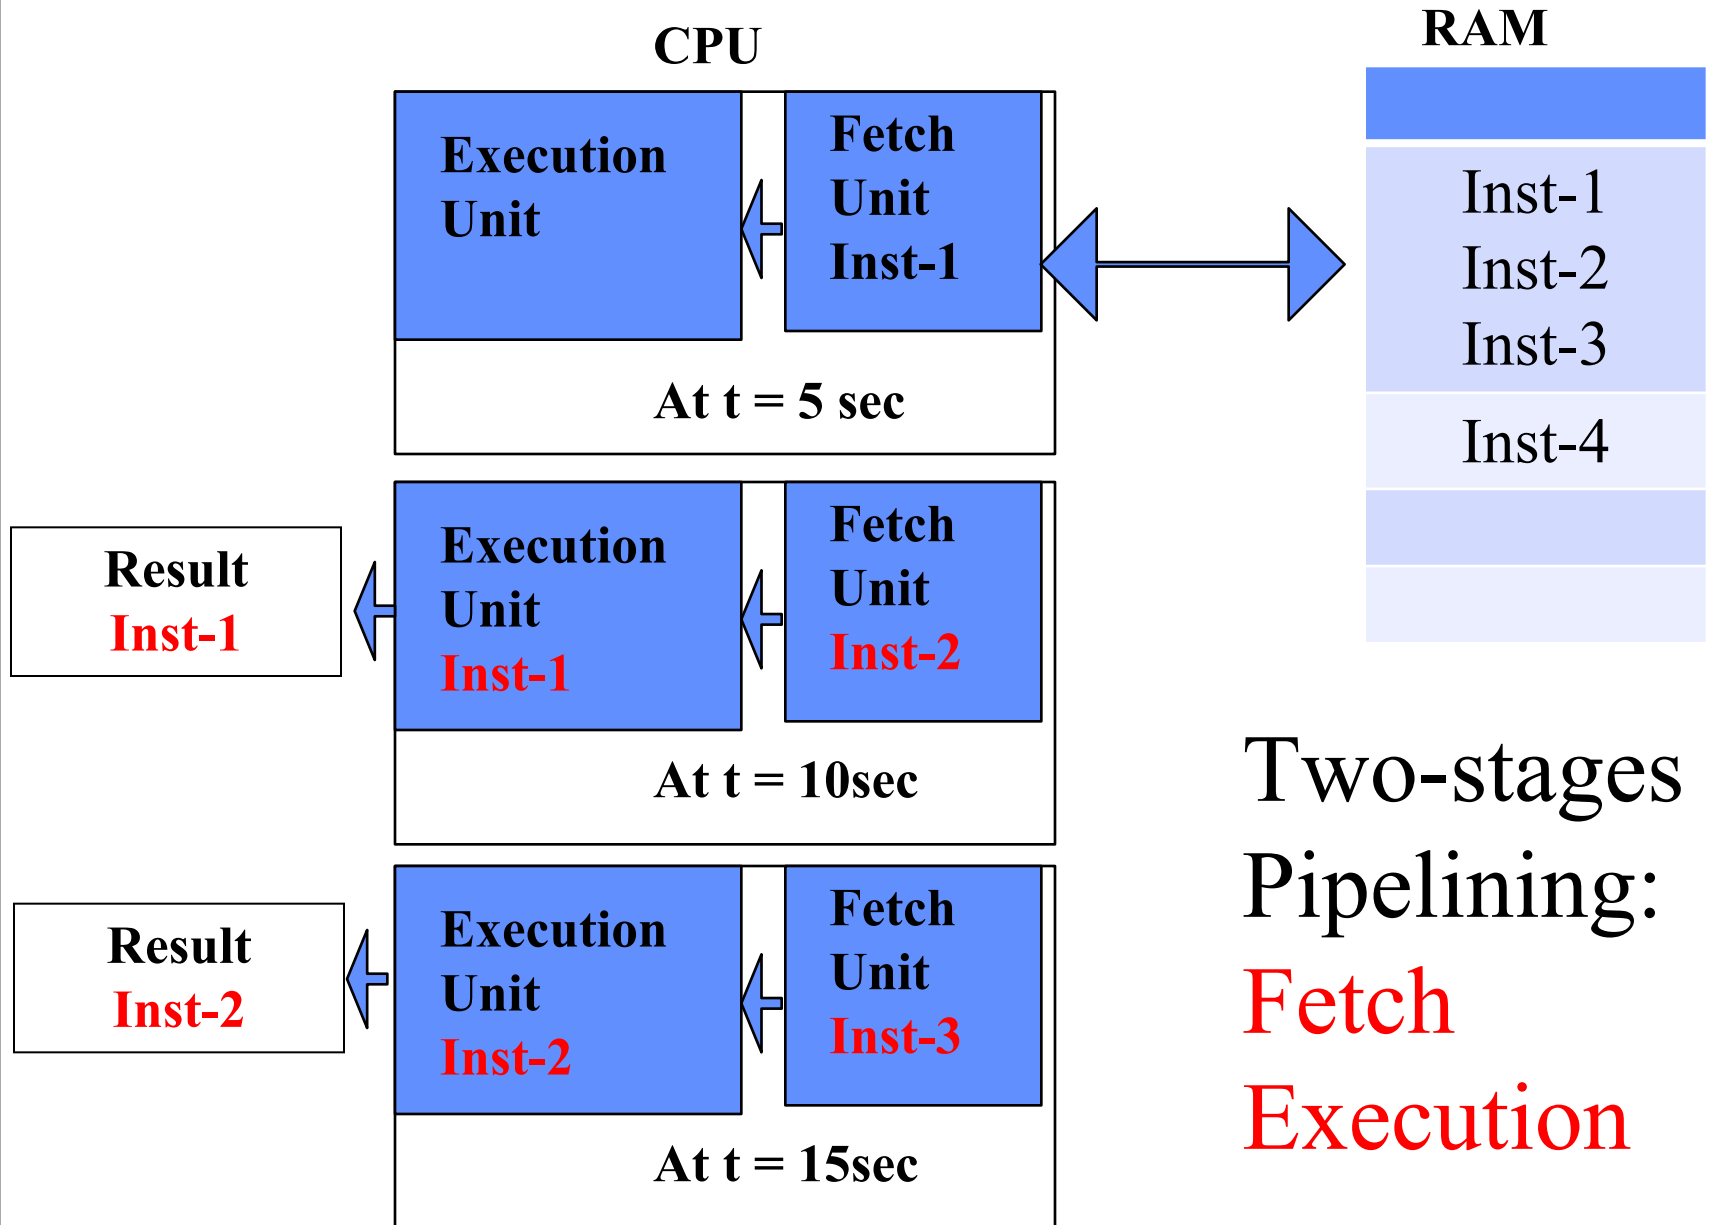 CPU
RAM
Execution
Unit
Fetch
Unit
Inst-1
At t = 5 sec
Inst-1
Inst-2
Inst-3
Inst-4
Result
Inst-1
Execution
Unit
Inst-1
Fetch
Unit
Inst-2
At t = 10sec
Result
Inst-2
Execution
Unit
Inst-2
Fetch
Unit
Inst-3
At t = 15sec
Two-stages
Pipelining:
Fetch
Execution